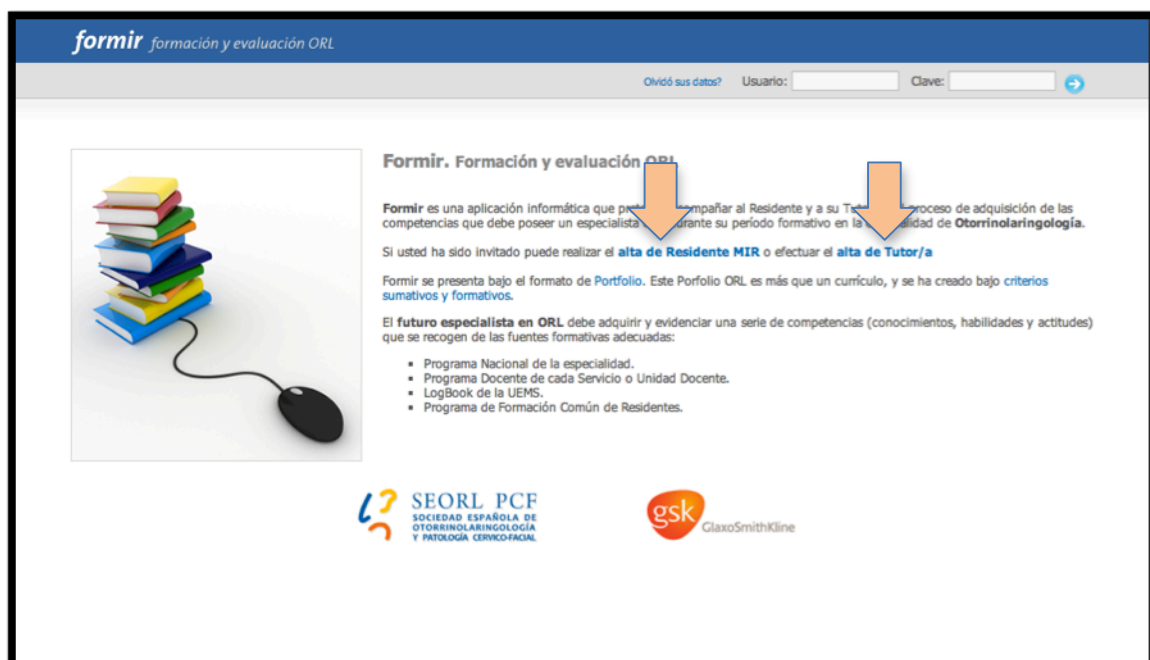 formir formación y evaluación ORL
Olvidó sus datos? Usuario: Clave:
Formir. Formación y evaluación ORL
Formir es una aplicación informática que acompañar al Residente y a su proceso de adquisición de las
competencias que debe poseer un especialista durante su período formativo en la de Otorrinolaringología.
Si usted ha sido invitado puede realizar el alta de Residente MIR o efectuar el alta de Tutor/a
Formir se presenta bajo el formato de Portfolio. Este Porfolio ORL es más que un currículo, y se ha creado bajo criterios
sumativos y formativos.
El futuro especialista en ORL debe adquirir y evidenciar una serie de competencias (conocimientos, habilidades y actitudes)
que se recogen de las fuentes formativas adecuadas:
Programa Nacional de la especialidad.
Programa Docente de cada Servicio o Unidad Docente.
LogBook de la UEMS.
Programa de Formación Común de Residentes.
SEORL PCF
SOCIEDAD ESPAÑOLA DE
OTORRINOLARINGOLOGÍA
Y PATOLOGÍA CERVICO-FACIAL
gsk GlaxoSmithKline